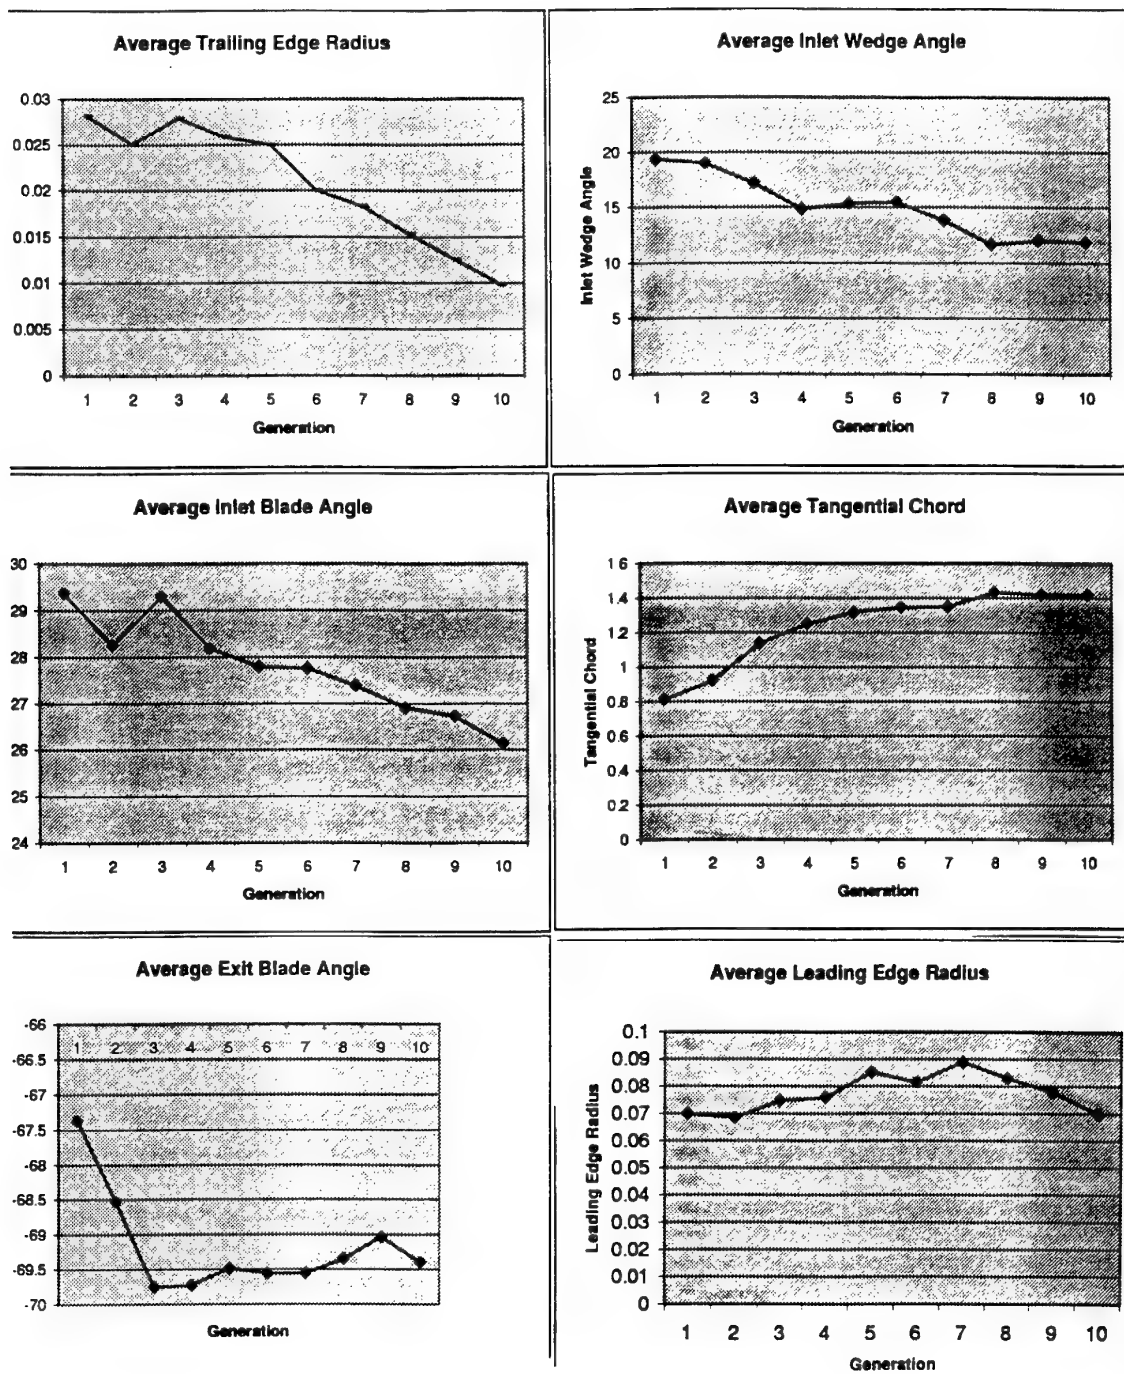 Average Trailing Edge Radius
0.03
0.025
0.02
0.015
0.01
0.005
0
1 2 3 4 5 6 7 8 9 10
Generation
Average Inlet Wedge Angle
Inlet Wedge Angle
25
20
15
10
5
0
1 2 3 4 5 6 7 8 9 10
Generation
Average Inlet Blade Angle
30
29
28
27
26
25
24
1 2 3 4 5 6 7 8 9 10
Generation
Average Tangential Chord
Tangential Chord
1 6
1.4
1.2
1
0.8
0.6
0.4
0 2
0
1 2 3 4 5 6 7 8 9 10
Generation
Average Exit Blade Angle
-66
-66.5
-67
-67.5
-68
-68.5
-69
-69.5
-70
1 2 3 4 5 6 7 8 9 10
Generation
Average Leading Edge Radius
Leading Edge Radius
0.1
0.09
0.08
0.07
0.06
0.05
0.04
0.03
0.02
0.01
0
1 2 3 4 5 6 7 8 9 10
Generation